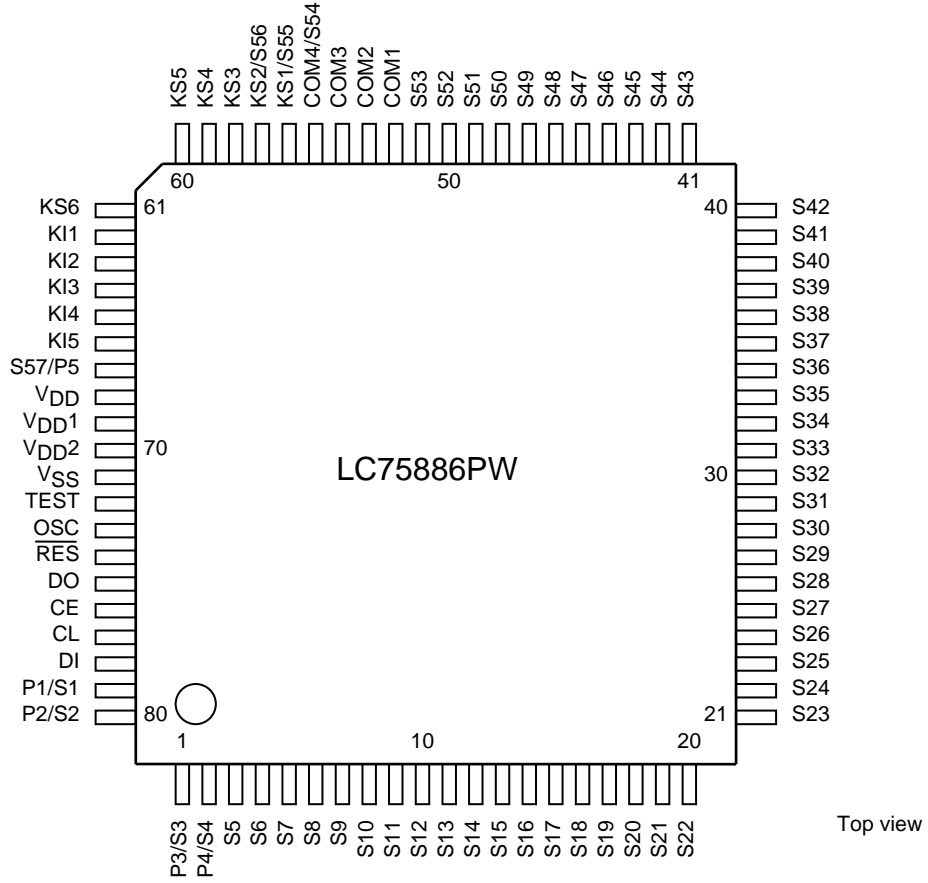 KS5
KS4
KS3
KS2/S56
KS1/S55
COM4/S54
COM3
COM2
COM1
S53
S52
S51
S50
S49
S48
S47
S46
S45
S44
S43
60
50
41
KS6
61
40
S42
KI1
S41
KI2
S40
KI3
S39
KI4
S38
KI5
S37
S57/P5
S36
VDD
S35
VDD1
S34
VDD2
70
S33
VSS
LC75886PW
30
S32
TEST
S31
OSC
S30
RES
S29
DO
S28
CE
S27
CL
S26
DI
S25
P1/S1
S24
P2/S2
80
21
S23
1
10
20
P3/S3
P4/S4
S5
S6
S7
S8
S9
S10
S11
S12
S13
S14
S15
S16
S17
S18
S19
S20
S21
S22
Top view